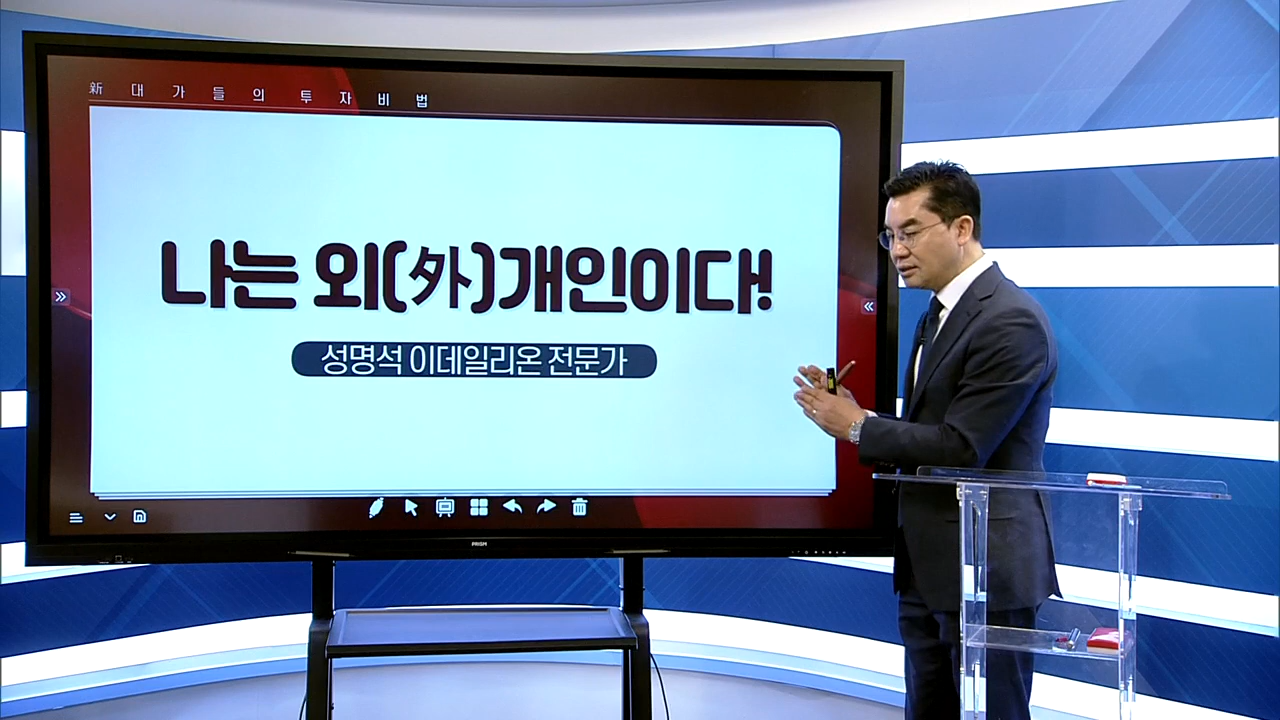 新 대 가 들 의 투 자 비 법
나는 외(外)개인이다!
성명석 이데일리온 전문가
PRISM